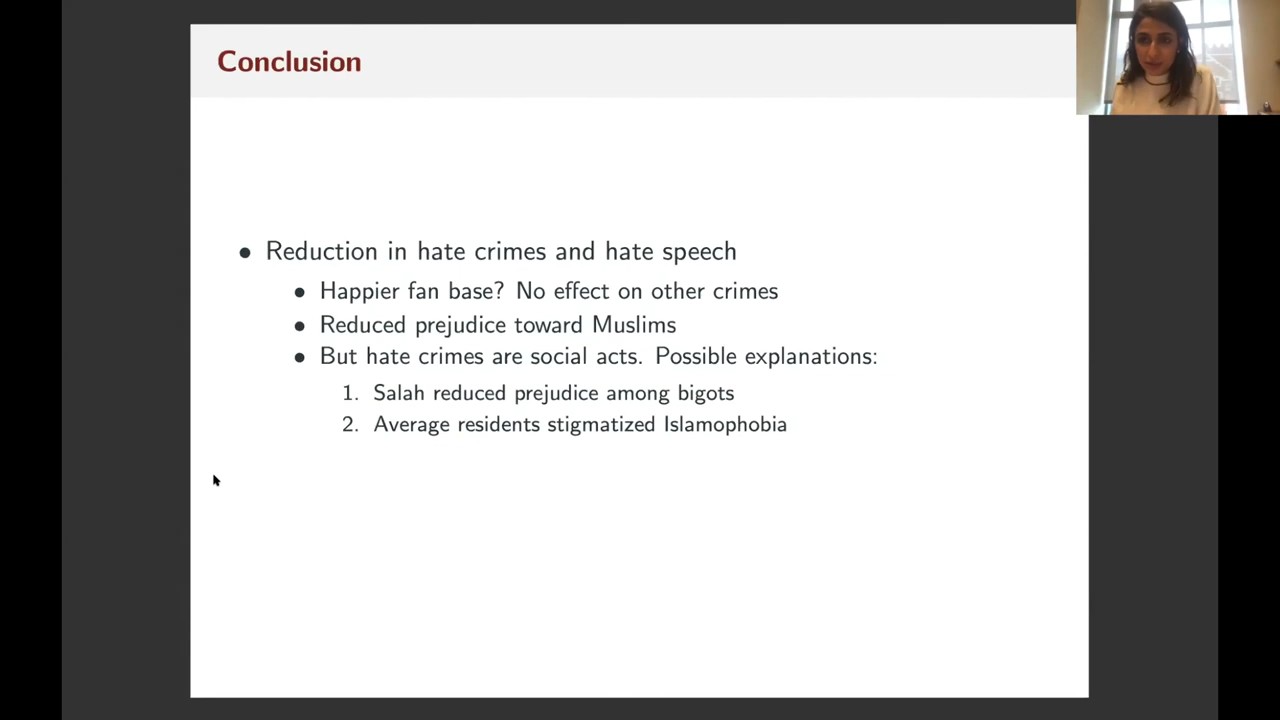 Conclusion
• Reduction in hate crimes and hate speech
• Happier fan base? No effect on other crimes
• Reduced prejudice toward Muslims
• But hate crimes are social acts. Possible explanations:
1. Salah reduced prejudice among bigots
2. Average residents stigmatized Islamophobia